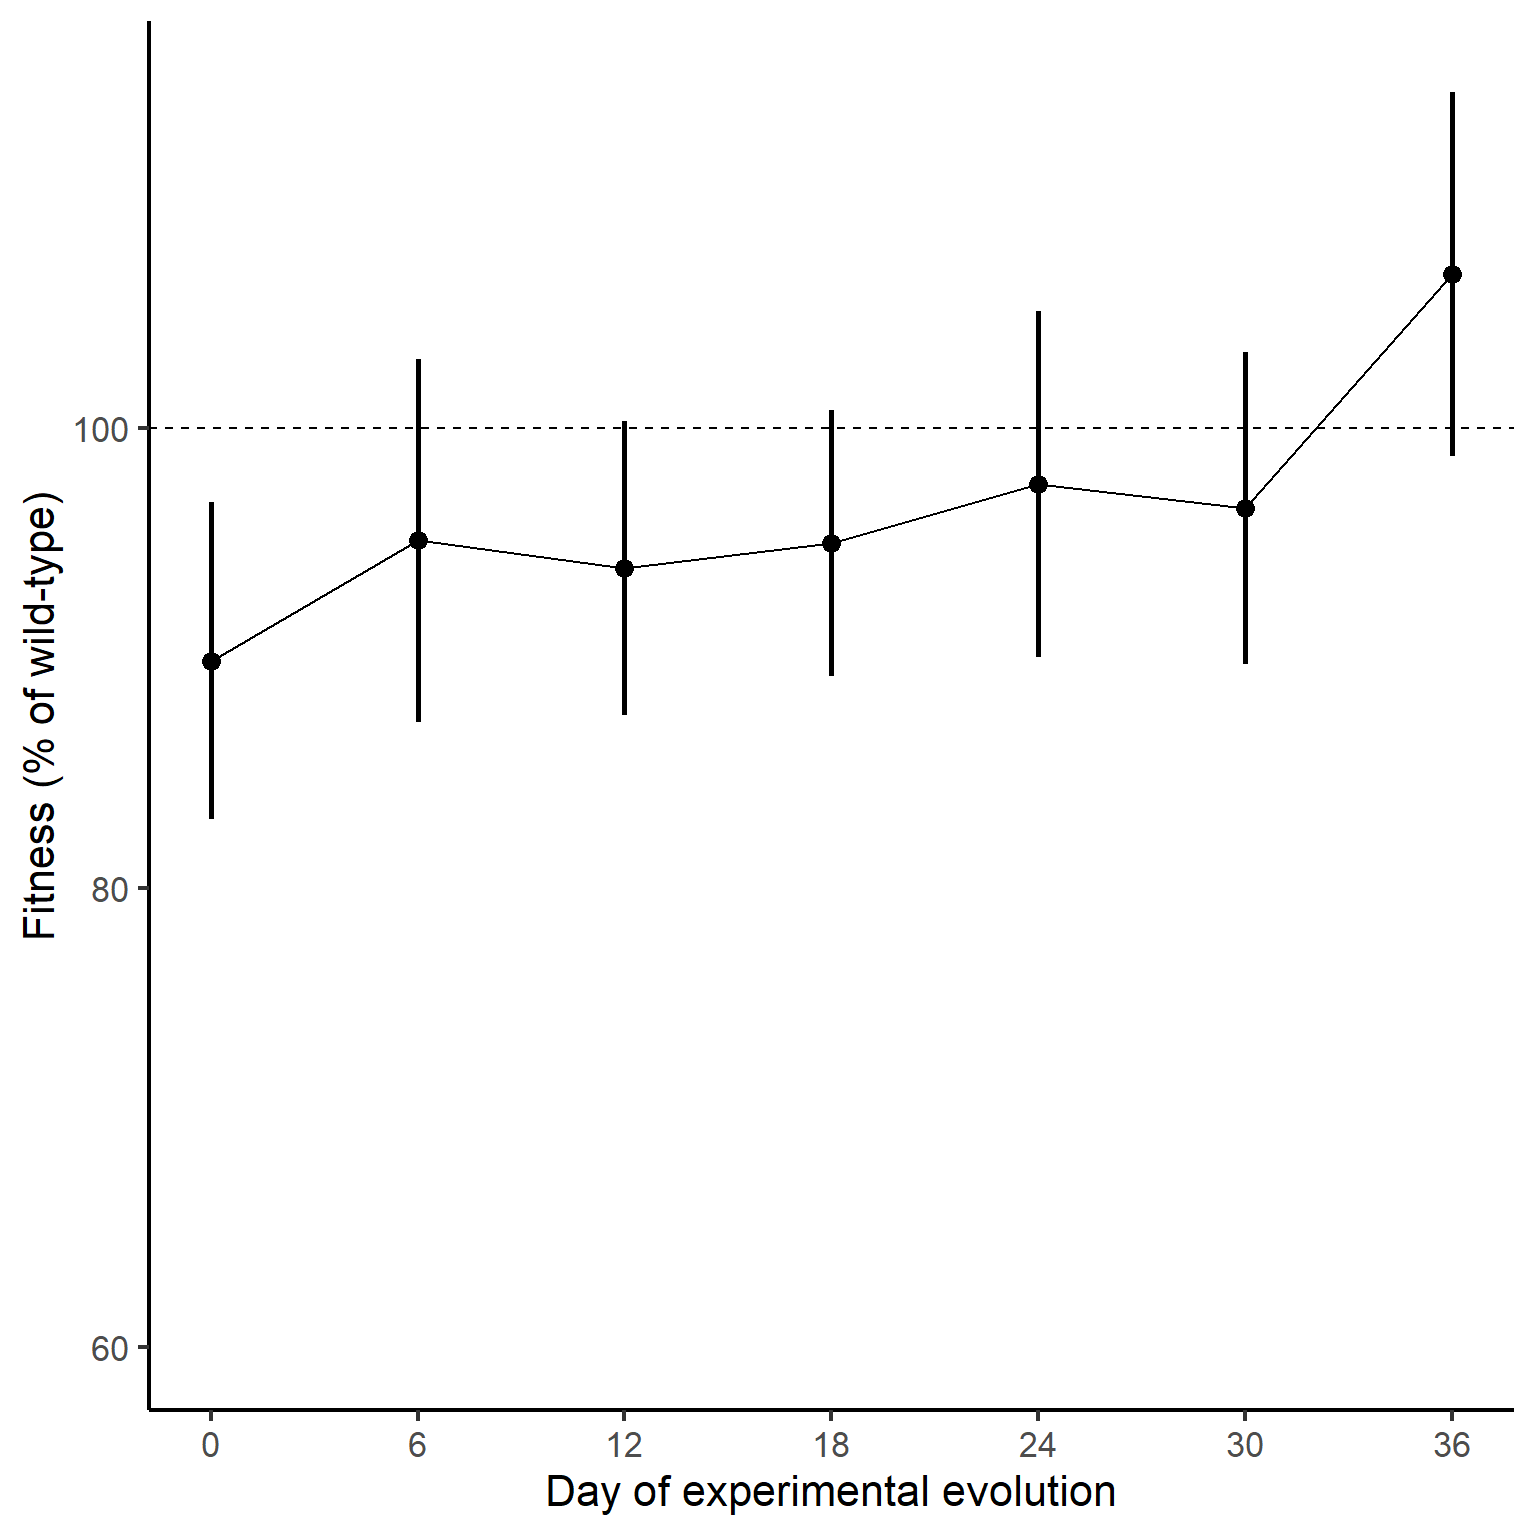 Fitness (% of wild-type)
100
80
60
0 6 12 18 24 30 36
Day of experimental evolution